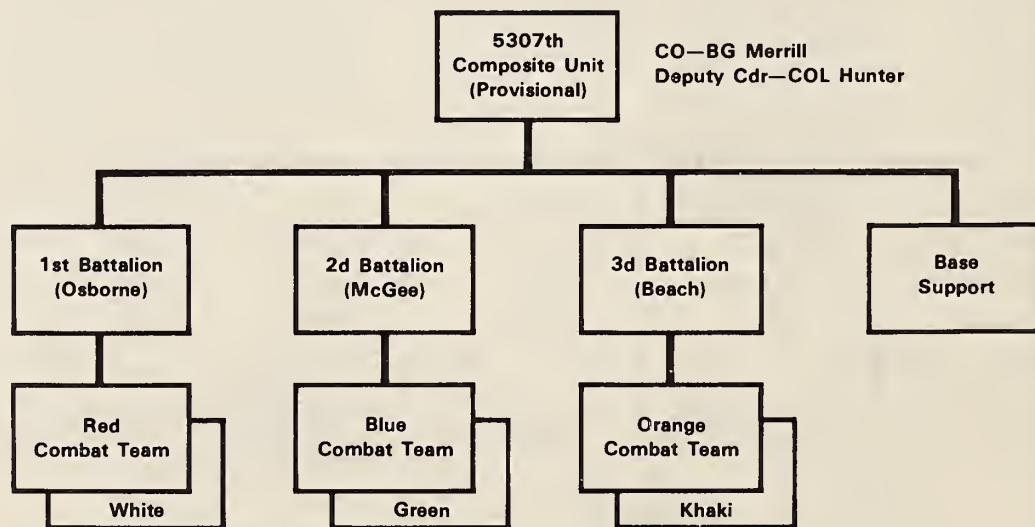 5307th
Composite Unit
(Provisional)
CO—BG Merrill
Deputy Cdr—COL Hunter
1st Battalion
(Osborne)
2d Battalion
(McGee)
3d Battalion
(Beach)
Base
Support
Red
Combat Team
White
Blue
Combat Team
Green
Orange
Combat Team
Khaki